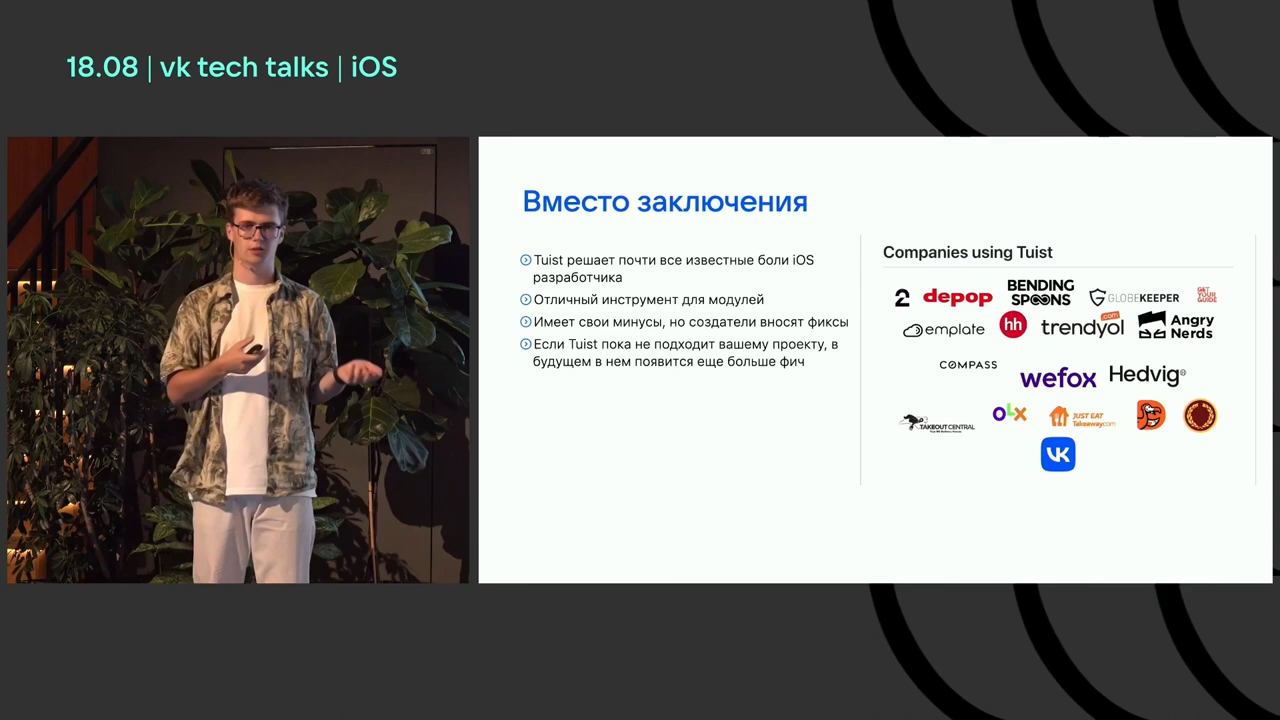 18.08 | vk tech talks | iOS
Вместо заключения
Tuist решает почти все известные боли iOS
разработчика
Отличный инструмент для модулей
Имеет свои минусы, но создатели вносят фиксы
Если Tuist пока не подходит вашему проекту, в
будущем в нем появится еще больше фич
Companies using Tuist
2 depop BENDING SPOONS GLOBEKEEPER GET YOUR GUIDE
emplate hh trendyol.com Angry Nerds
COMPASS wefox Hedvig®
TAKEOUT CENTRAL OLX JUST EAT Takeaway.com
VK